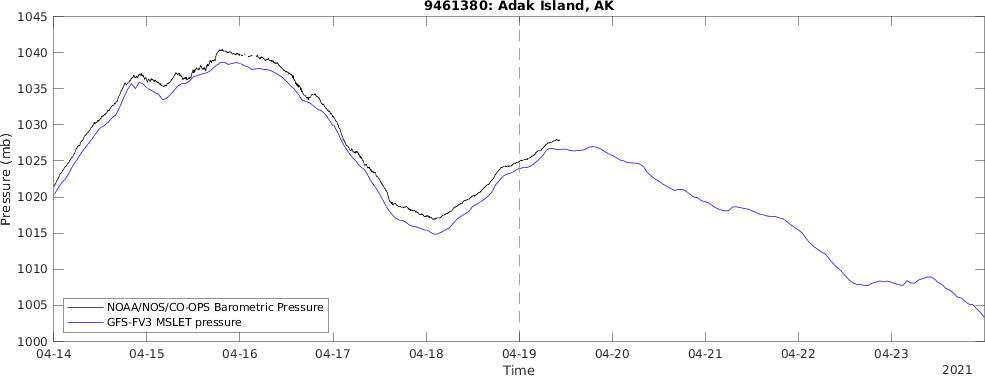 9461380: Adak Island, AK
Pressure (mb)
1045
1040
1035
1030
1025
1020
1015
1010
1005
1000
NOAA/NOS/CO-OPS Barometric Pressure
GFS-FV3 MSLET pressure
04-14 04-15 04-16 04-17 04-18 04-19 04-20 04-21 04-22 04-23
Time
2021